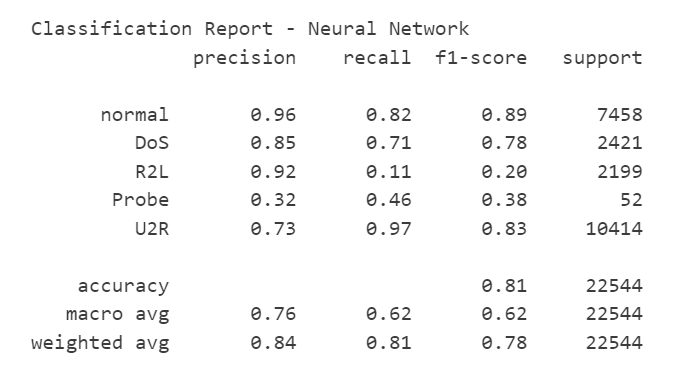 Classification Report - Neural Network
precision recall f1-score support
normal 0.96 0.82 0.89 7458
DoS 0.85 0.71 0.78 2421
R2L 0.92 0.11 0.20 2199
Probe 0.32 0.46 0.38 52
U2R 0.73 0.97 0.83 10414
accuracy 0.81 22544
macro avg 0.76 0.62 0.62 22544
weighted avg 0.84 0.81 0.78 22544